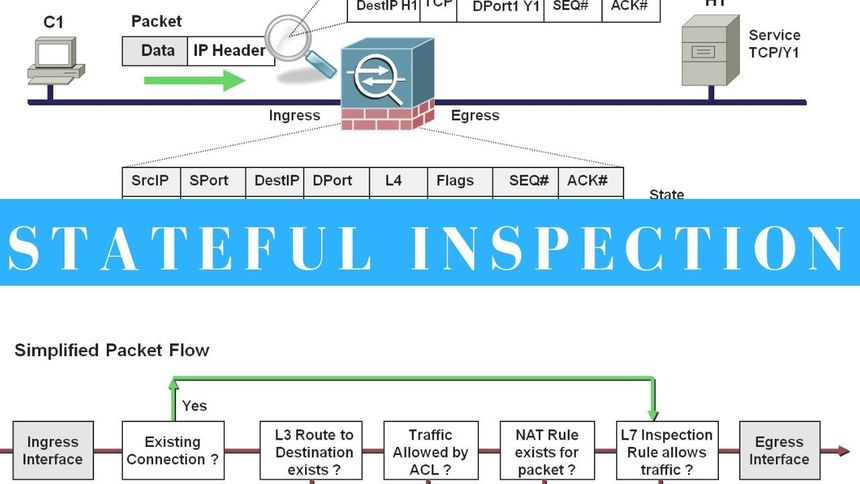 DestIP H1 TCP DPort1 Y1 SEQ# ACK#
C1
Packet
H1
Data IP Header
Service
TCP/Y1
Ingress
Egress
SrcIP SPort DestIP DPort L4 Flags SEQ# ACK#
State
STATEFUL INSPECTION
Simplified Packet Flow
Yes
Ingress
Interface
Existing
Connection ?
L3 Route to
Destination
exists ?
Traffic
Allowed by
ACL ?
NAT Rule
exists for
packet ?
L7 Inspection
Rule allows
traffic ?
Egress
Interface